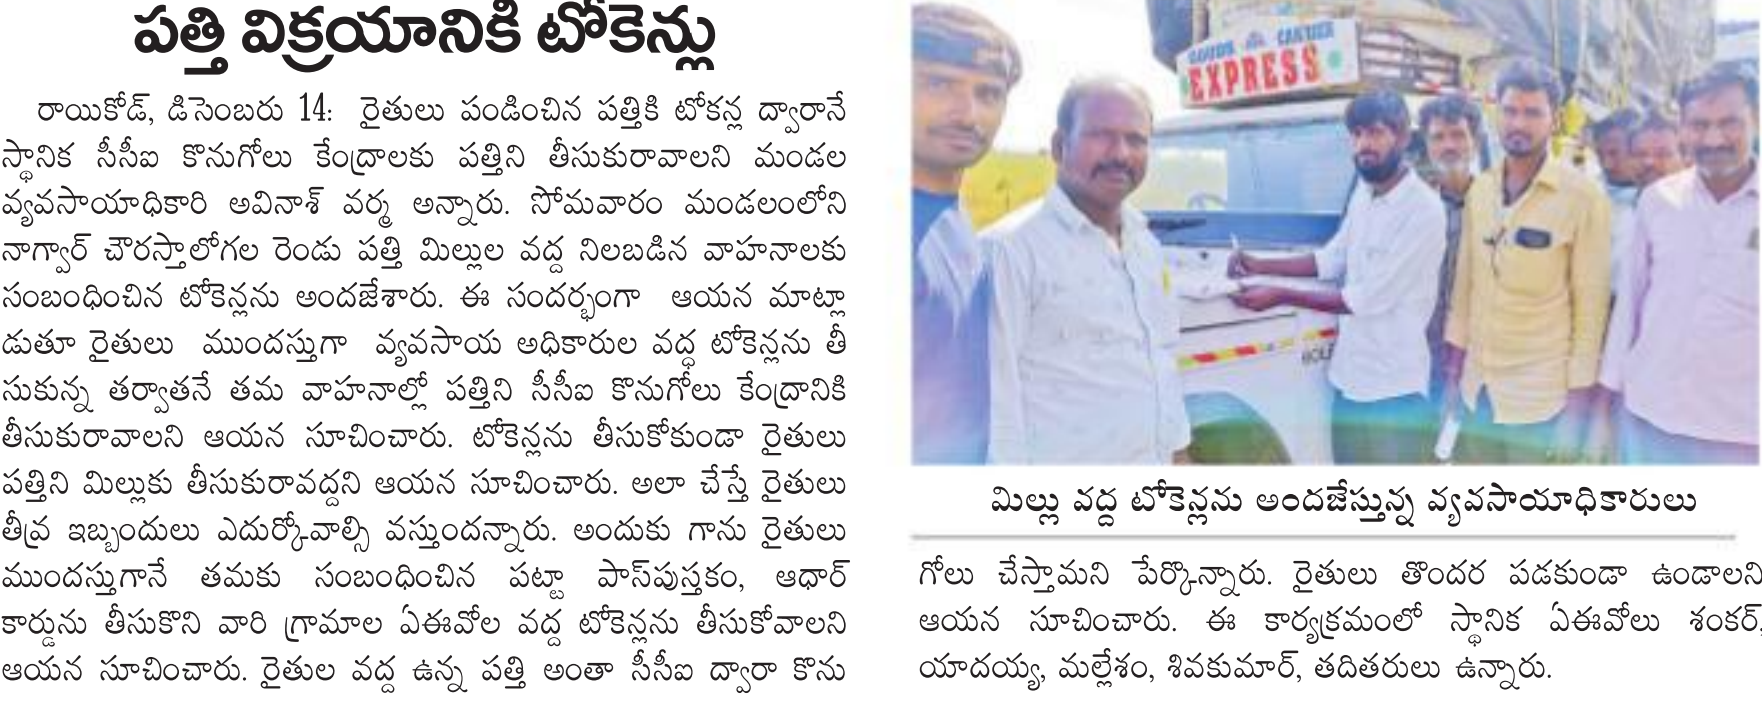 పత్తి విక్రయానికి టోకెన్లు
రాయికోడ్, డిసెంబరు 14: రైతులు పండించిన పత్తికి టోకన్ల ద్వారానే
స్థానిక సీసీఐ కొనుగోలు కేంద్రాలకు పత్తిని తీసుకురావాలని మండల
వ్యవసాయాధికారి అవినాశ్ వర్మ అన్నారు. సోమవారం మండలంలోని
నాగ్వార్ చౌరస్తాలోగల రెండు పత్తి మిల్లుల వద్ద నిలబడిన వాహనాలకు
సంబంధించిన టోకెన్లను అందజేశారు. ఈ సందర్భంగా ఆయన మాట్లా
డుతూ రైతులు ముందస్తుగా వ్యవసాయ అధికారుల వద్ధ టోకెన్లను తీ
సుకున్న తర్వాతనే తమ వాహనాల్లో పత్తిని సీసీఐ కొనుగోలు కేంద్రానికి
తీసుకురావాలని ఆయన సూచించారు. టోకెన్లను తీసుకోకుండా రైతులు
పత్తిని మిల్లుకు తీసుకురావద్దని ఆయన సూచించారు. అలా చేస్తే రైతులు
తీవ్ర ఇబ్బందులు ఎదుర్కోవాల్సి వస్తుందన్నారు. అందుకు గాను రైతులు
ముందస్తుగానే తమకు సంబంధించిన పట్టా పాస్‌పుస్తకం, ఆధార్
కార్డును తీసుకొని వారి గ్రామాల ఏఈవోల వద్ద టోకెన్లను తీసుకోవాలని
ఆయన సూచించారు. రైతుల వద్ద ఉన్న పత్తి అంతా సీసీఐ ద్వారా కొను
GOODS CARRIER
EXPRESS
మిల్లు వద్ద టోకెన్లను అందజేస్తున్న వ్యవసాయాధికారులు
గోలు చేస్తామని పేర్కొన్నారు. రైతులు తొందర పడకుండా ఉండాలని
ఆయన సూచించారు. ఈ కార్యక్రమంలో స్థానిక ఏఈవోలు శంకర్,
యాదయ్య, మల్లేశం, శివకుమార్, తదితరులు ఉన్నారు.